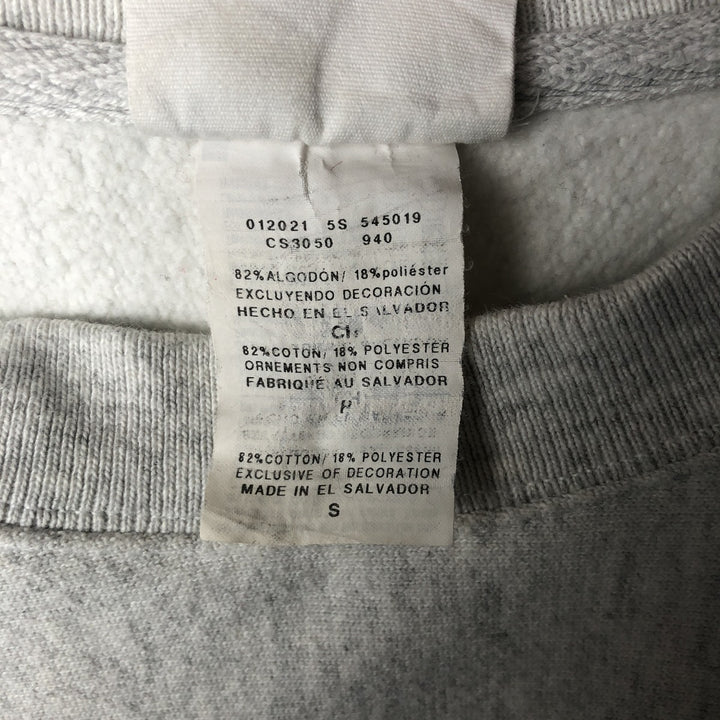 012021 5S 545019
CS3050 940
82%ALGODÓN/ 18%poliéster
EXCLUYENDO DECORACIÓN
HECHO EN EL SALVADOR
CH
82%COTON/ 18% POLYESTER
ORNEMENTS NON COMPRIS
FABRIQUÉ AU SALVADOR
P
82%COTTON/ 18% POLYESTER
EXCLUSIVE OF DECORATION
MADE IN EL SALVADOR
S